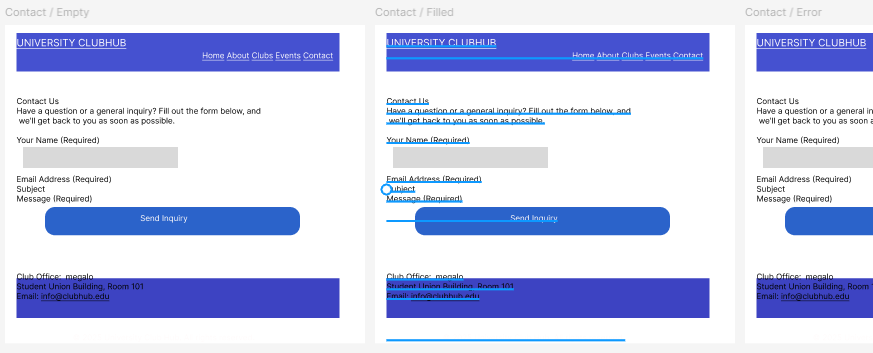 Contact / Empty
UNIVERSITY CLUBHUB
Home About Clubs Events Contact
Contact Us
Have a question or a general inquiry? Fill out the form below, and
we'll get back to you as soon as possible.
Your Name (Required)
Email Address (Required)
Subject
Message (Required)
Send Inquiry
Club Office: megalo
Student Union Building, Room 101
Email: info@clubhub.edu
Contact / Filled
UNIVERSITY CLUBHUB
Home About Clubs Events Contact
Contact Us
Have a question or a general inquiry? Fill out the form below, and
we'll get back to you as soon as possible.
Your Name (Required)
Email Address (Required)
Subject
Message (Required)
Send Inquiry
Club Office: megalo
Student Union Building, Room 101
Email: info@clubhub.edu
Contact / Error
UNIVERSITY CLUBHUB
Contact Us
Have a question or a general in
we'll get back to you as soon a
Your Name (Required)
Email Address (Required)
Subject
Message (Required)
Club Office: megalo
Student Union Building, Room
Email: info@clubhub.edu